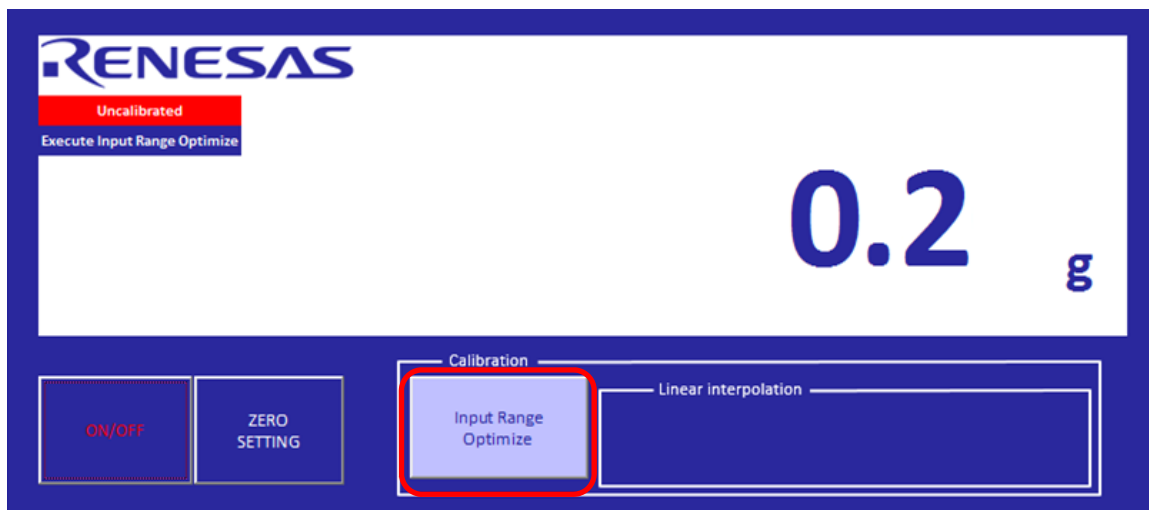 RENESAS
Uncalibrated
Execute Input Range Optimize
0.2 g
Calibration
Linear interpolation
ON/OFF
ZERO
SETTING
Input Range
Optimize